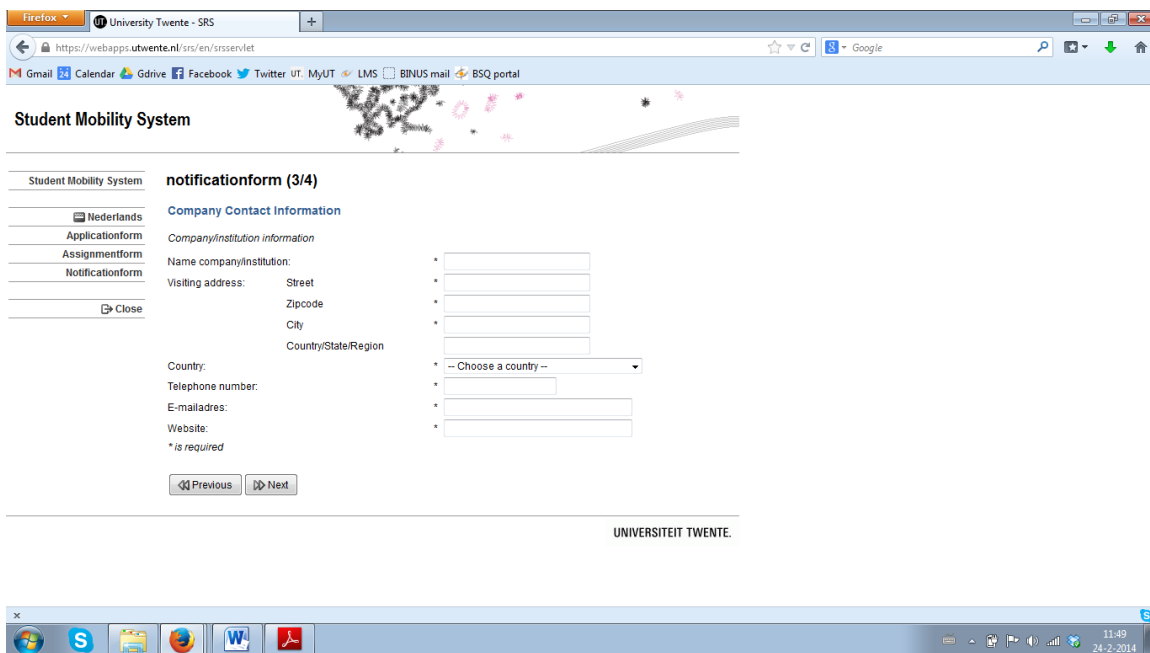 Firefox
University Twente - SRS
https://webapps.utwente.nl/srs/en/srsservlet
Google
Gmail 24 Calendar Gdrive Facebook Twitter UT. MyUT LMS BINUS mail BSQ portal
Student Mobility System
Student Mobility System
Nederlands
Applicationform
Assignmentform
Notificationform
Close
notificationform (3/4)
Company Contact Information
Company/institution information
Name company/institution: *
Visiting address: Street *
Zipcode *
City *
Country/State/Region
Country: * -- Choose a country --
Telephone number: *
E-mailadres: *
Website: *
* is required
Previous Next
UNIVERSITEIT TWENTE.
11:49
24-2-2014